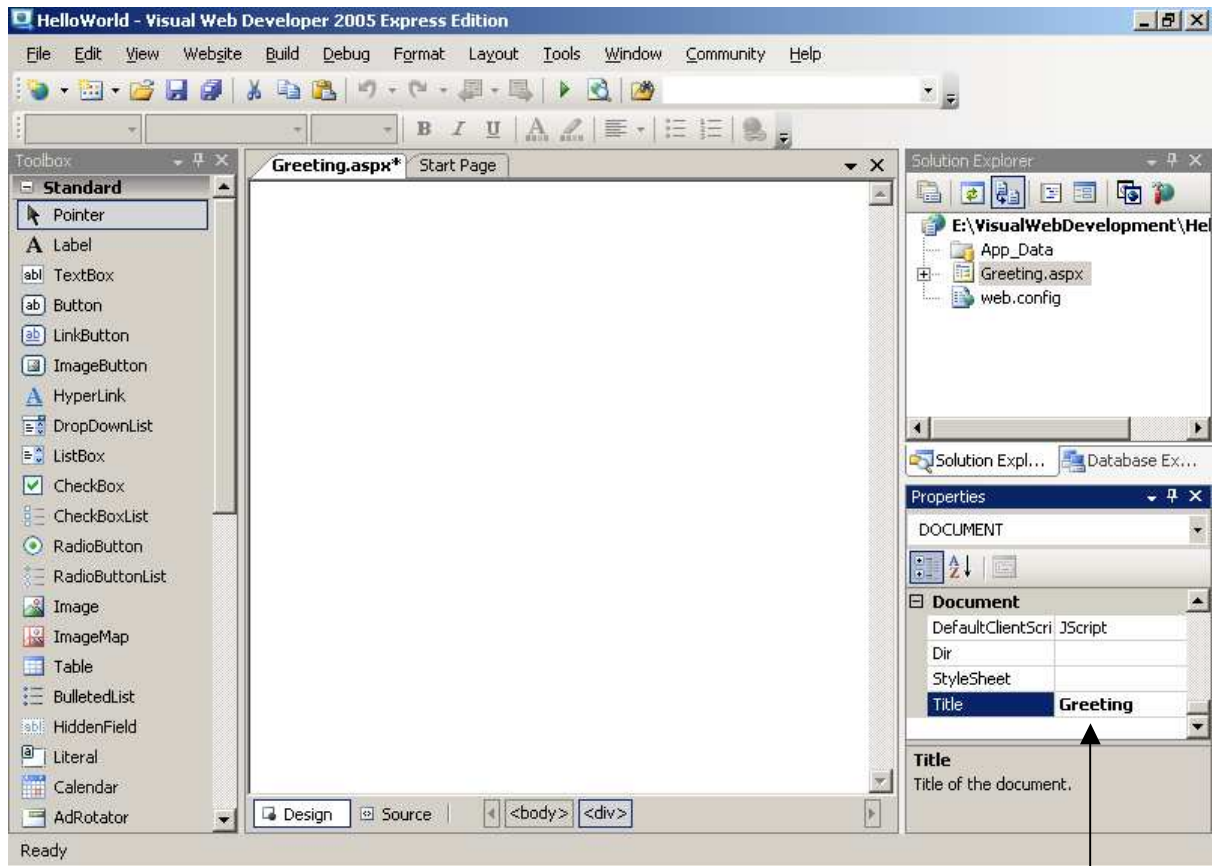 HelloWorld - Visual Web Developer 2005 Express Edition
File Edit View Website Build Debug Format Layout Tools Window Community Help
B I U A
Toolbox
Standard
Pointer
A Label
abl TextBox
ab Button
ab LinkButton
ImageButton
A HyperLink
DropDownList
ListBox
CheckBox
CheckBoxList
RadioButton
RadioButtonList
Image
ImageMap
Table
BulletedList
abl HiddenField
Literal
Calendar
AdRotator
Greeting.aspx* Start Page
Design Source <body> <div>
Solution Explorer
E:\VisualWebDevelopment\Hel
App_Data
Greeting.aspx
web.config
Solution Expl... Database Ex...
Properties
DOCUMENT
Document
DefaultClientScri JScript
Dir
StyleSheet
Title Greeting
Title
Title of the document.
Ready